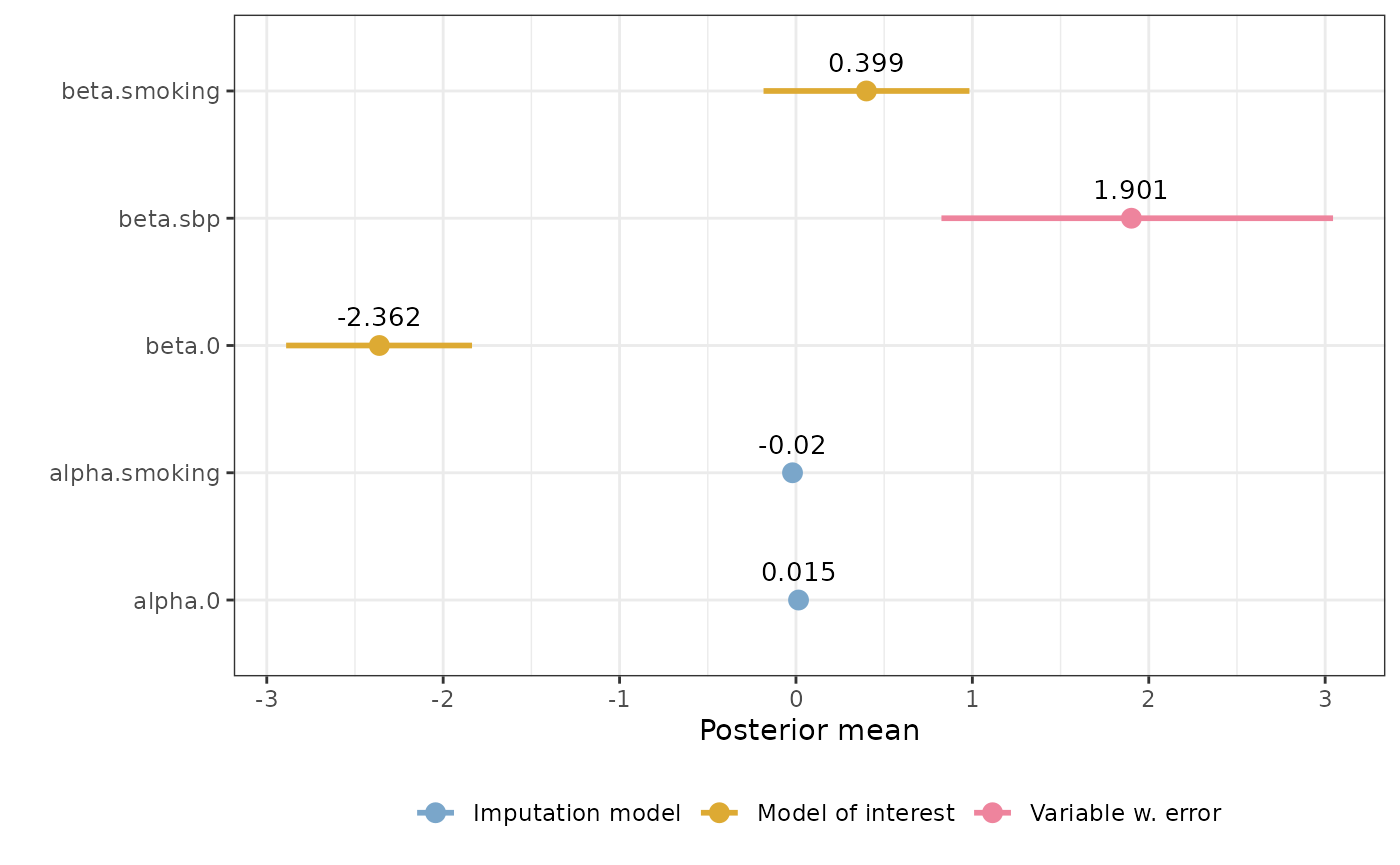 beta.smoking
0.399
beta.sbp
1.901
beta.0
-2.362
alpha.smoking
-0.02
alpha.0
0.015
-3 -2 -1 0 1 2 3
Posterior mean
Imputation model Model of interest Variable w. error